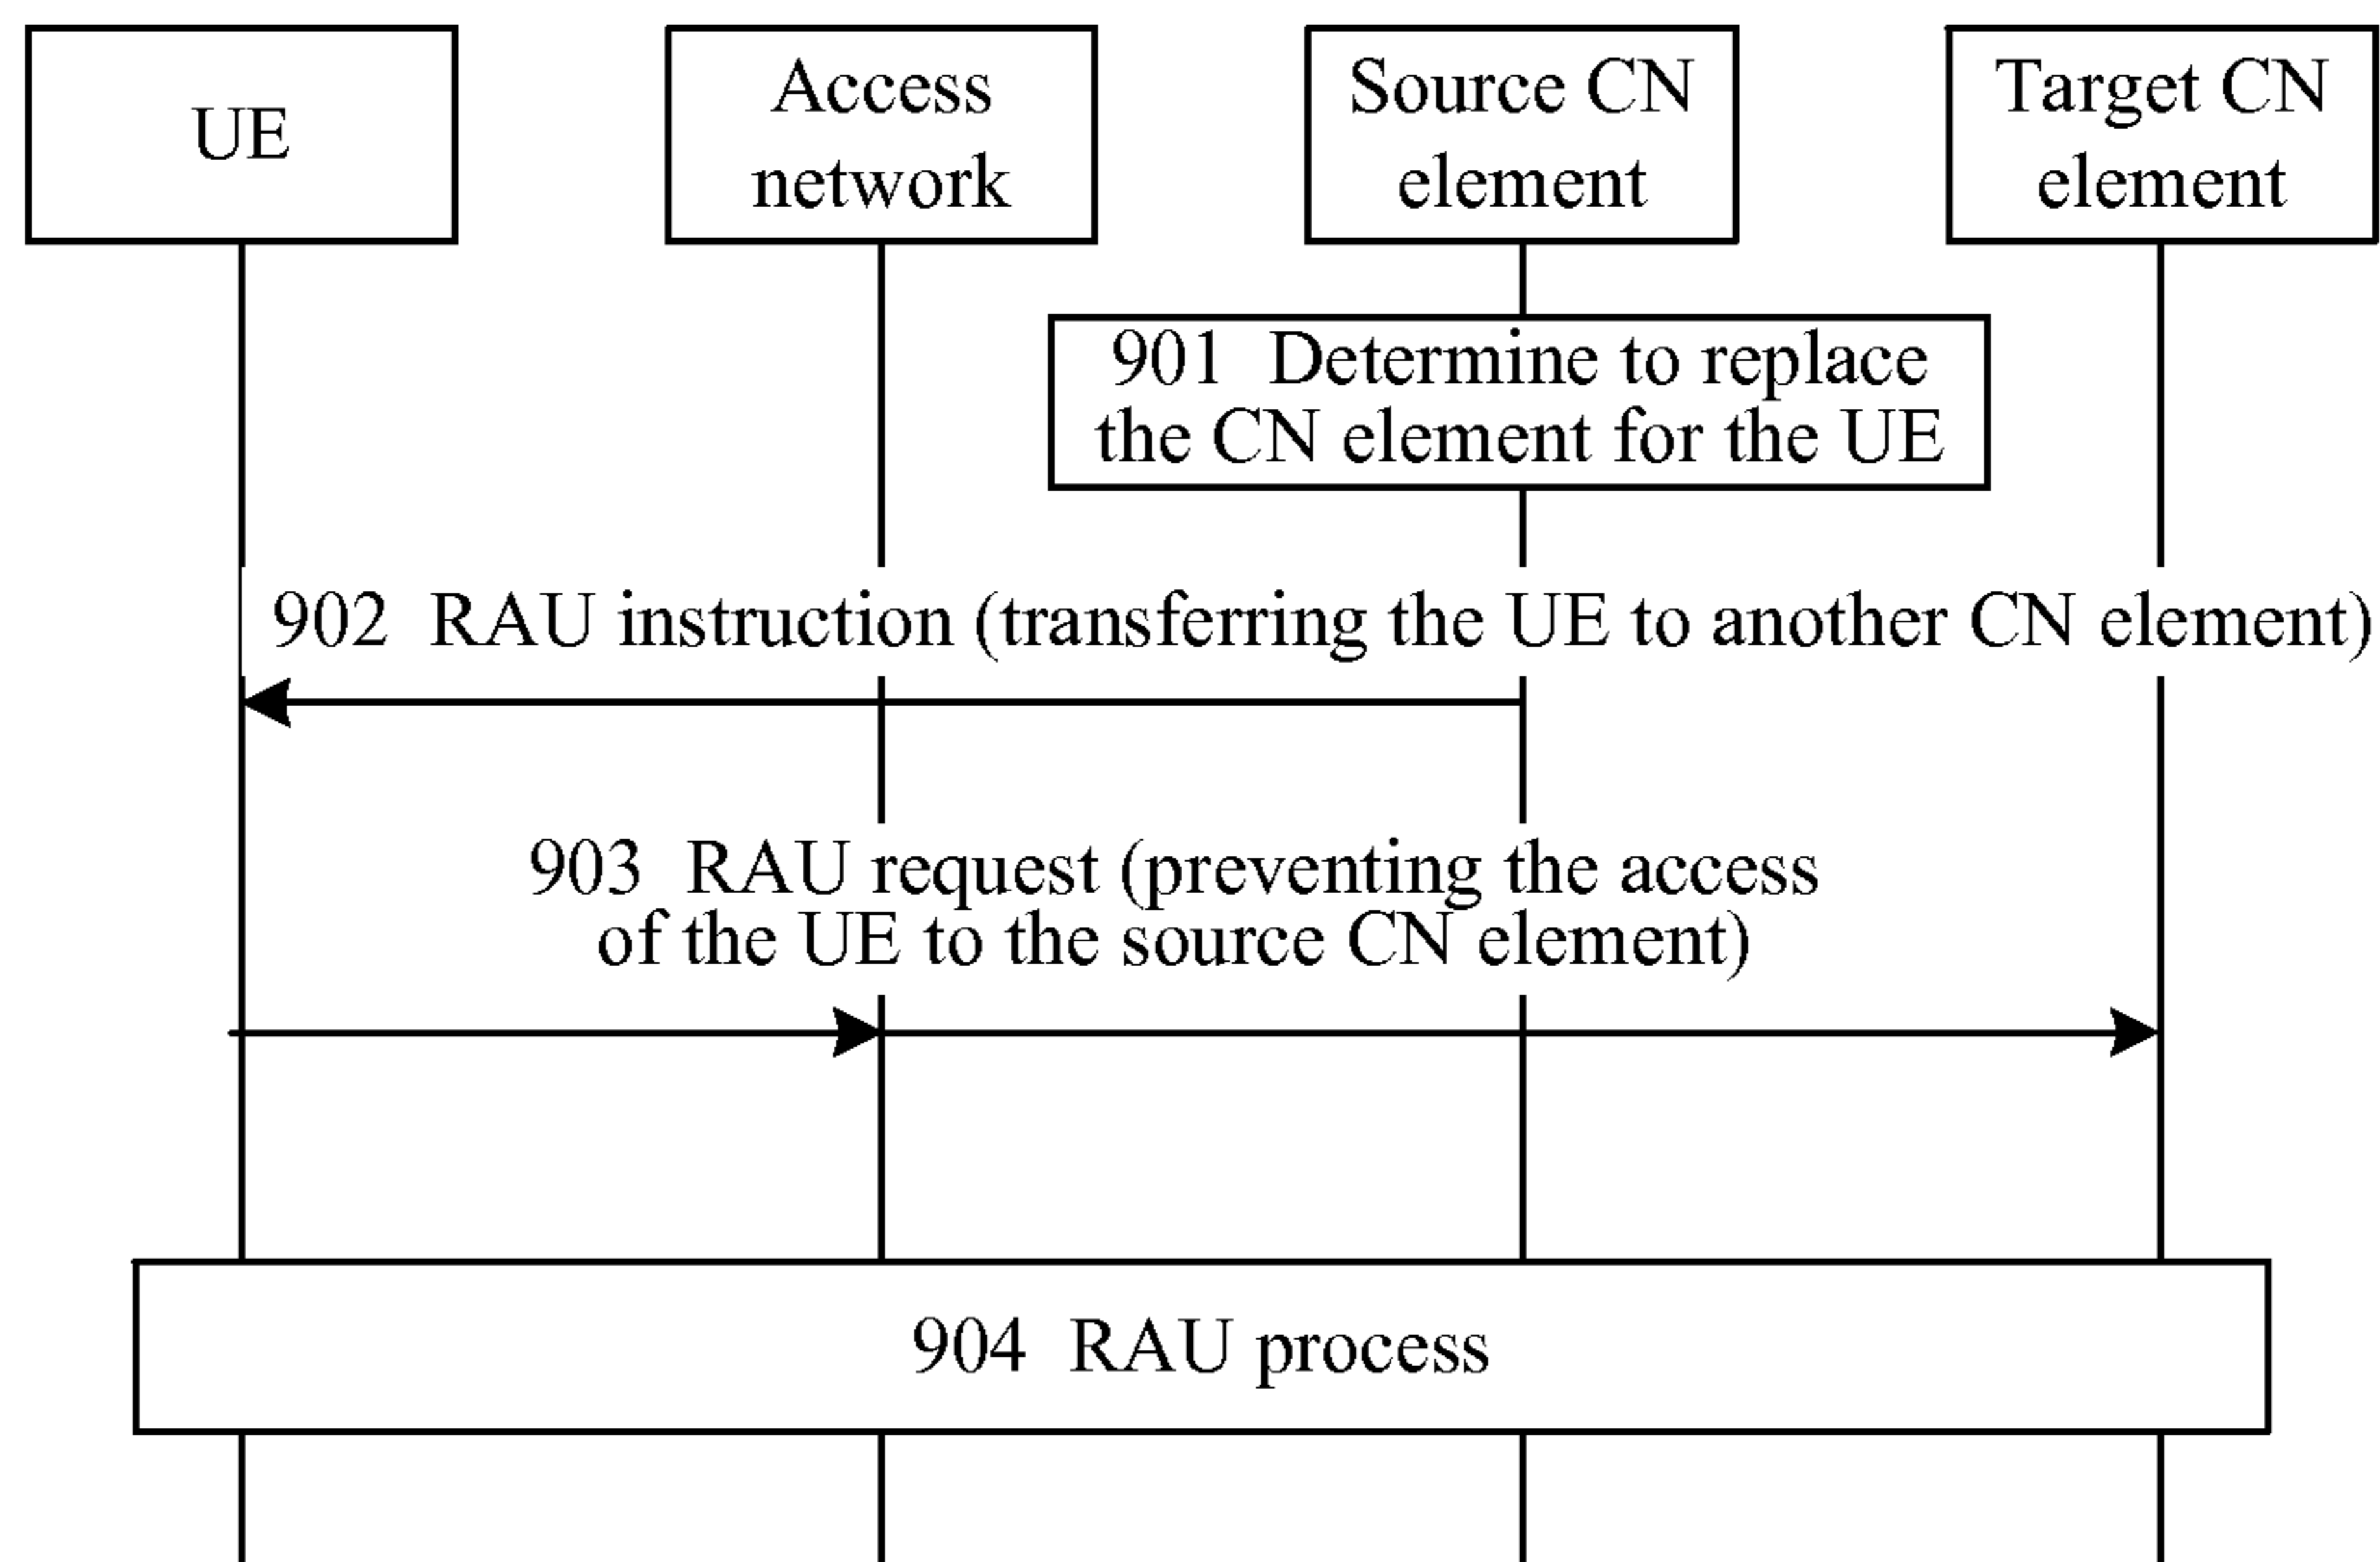 UE
Access
network
Source CN
element
Target CN
element
901 Determine to replace
the CN element for the UE
902 RAU instruction (transferring the UE to another CN element)
903 RAU request (preventing the access
of the UE to the source CN element)
904 RAU process